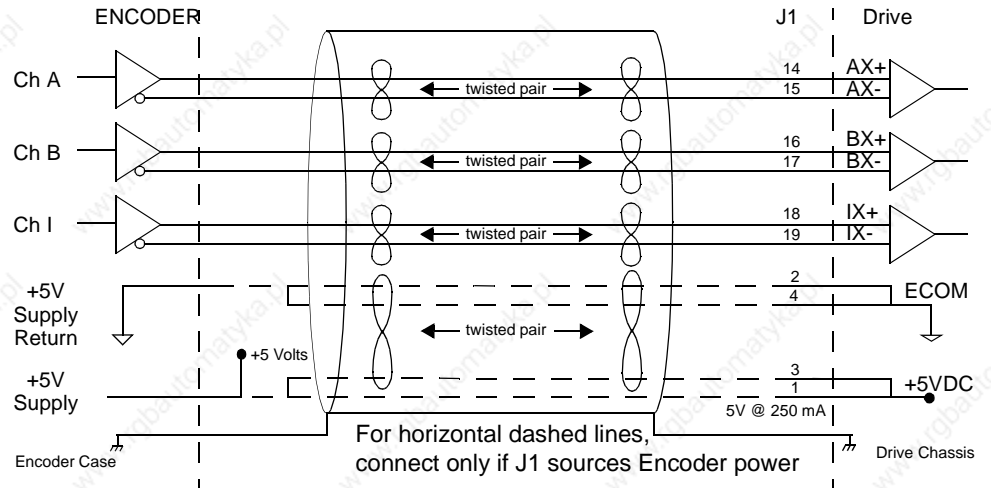 ENCODER J1 Drive
Ch A twisted pair 14 AX+
15 AX-
Ch B twisted pair 16 BX+
17 BX-
Ch I twisted pair 18 IX+
19 IX-
+5V Supply Return twisted pair 2 ECOM
4
+5 Volts
+5V Supply 3 +5VDC
1
5V @ 250 mA
For horizontal dashed lines,
connect only if J1 sources Encoder power
Encoder Case Drive Chassis
www.rgbautomatyka.pl